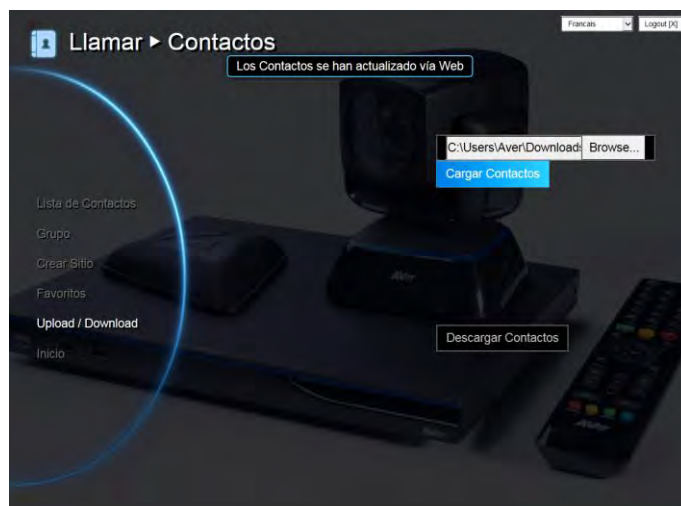 Francais
Logout [X]
Llamar ► Contactos
Los Contactos se han actualizado vía Web
C:\Users\Aver\Downloads Browse...
Cargar Contactos
Lista de Contactos
Grupo
Crear Sitio
Favoritos
Upload / Download
Descargar Contactos
Inicio
AVer
AVer